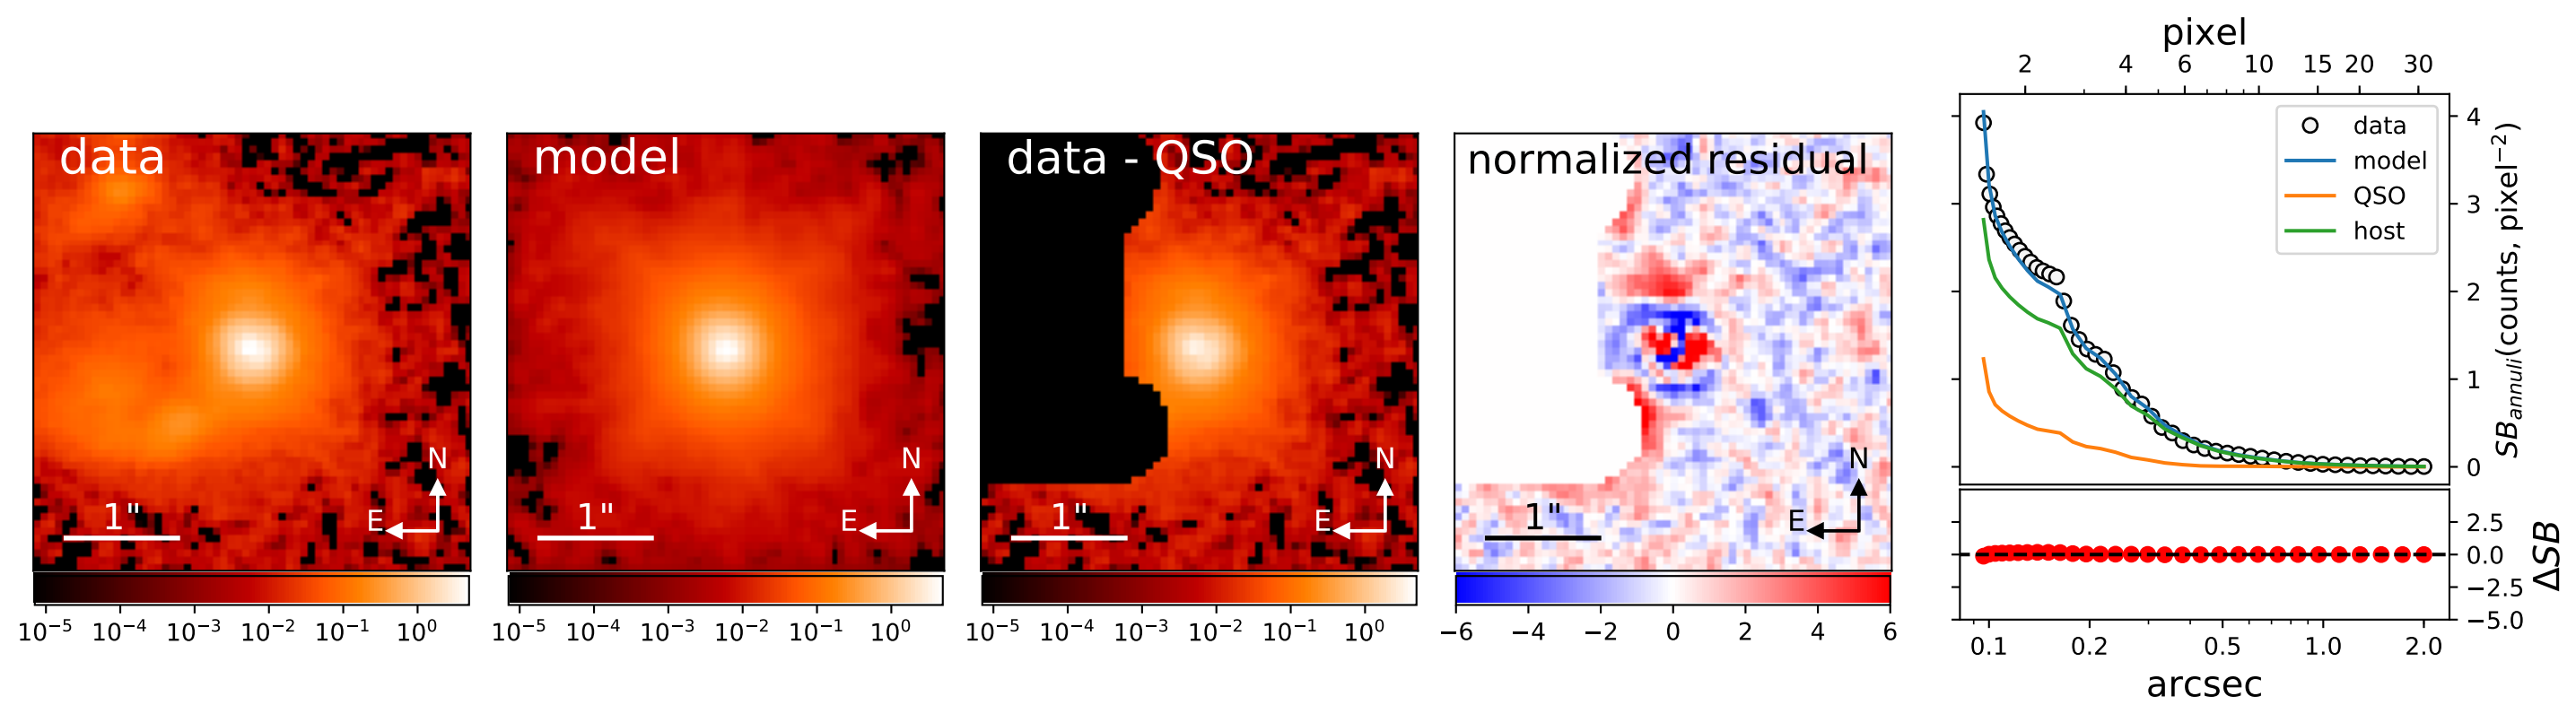 data
N
E
1"
10⁻⁵ 10⁻⁴ 10⁻³ 10⁻² 10⁻¹ 10⁰
model
N
E
1"
10⁻⁵ 10⁻⁴ 10⁻³ 10⁻² 10⁻¹ 10⁰
data - QSO
N
E
1"
10⁻⁵ 10⁻⁴ 10⁻³ 10⁻² 10⁻¹ 10⁰
normalized residual
N
E
1"
−6 −4 −2 0 2 4 6
pixel
2 4 6 10 15 20 30
data
model
QSO
host
4
3
2
1
0
SB_annuli(counts, pixel⁻²)
2.5
0.0
−2.5
−5.0
ΔSB
0.1 0.2 0.5 1.0 2.0
arcsec